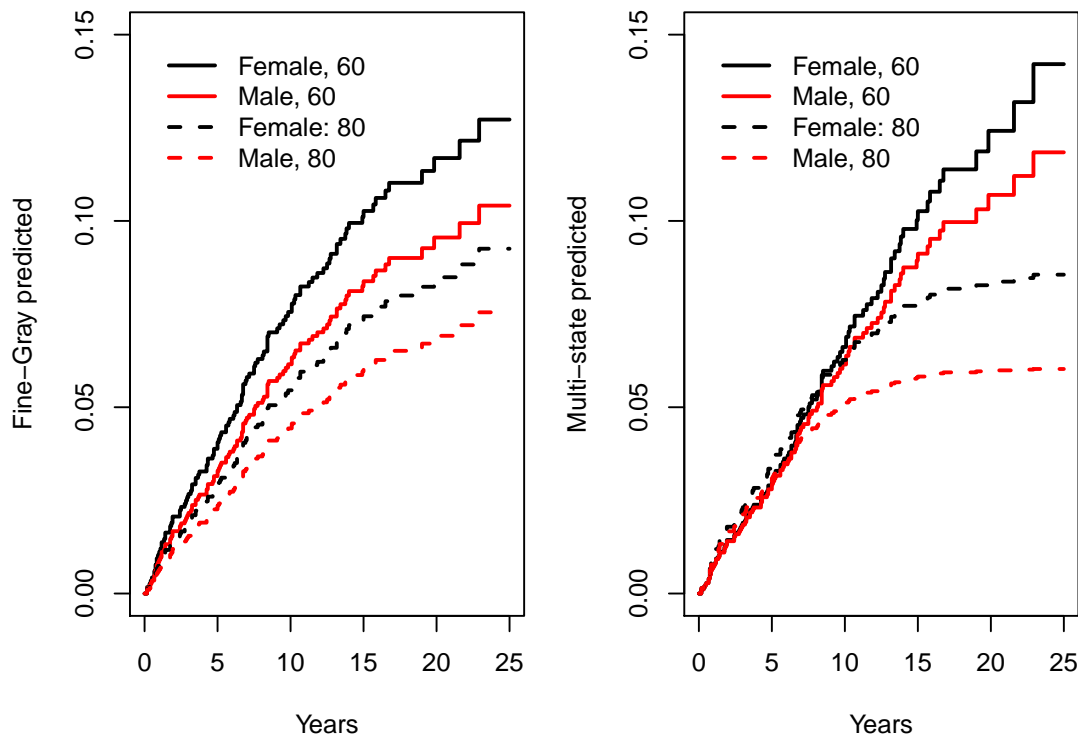 Fine−Gray predicted
0.15
0.10
0.05
0.00
Female, 60
Male, 60
Female: 80
Male, 80
0 5 10 15 20 25
Years
Multi−state predicted
0.15
0.10
0.05
0.00
Female, 60
Male, 60
Female: 80
Male, 80
0 5 10 15 20 25
Years